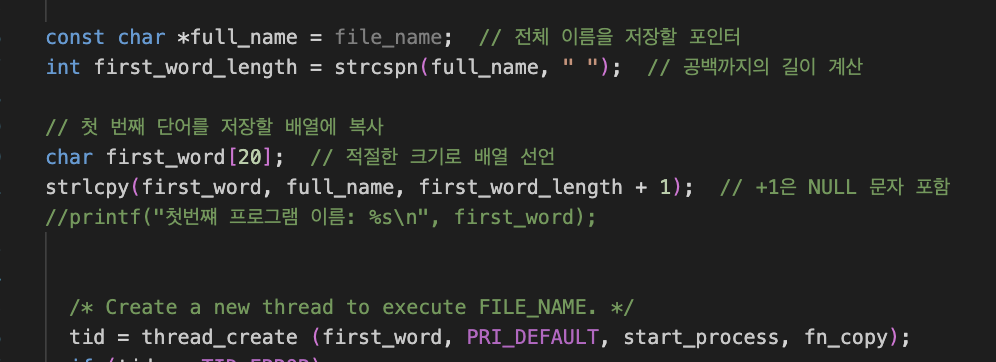 const char *full_name = file_name;  // 전체 이름을 저장할 포인터
int first_word_length = strcspn(full_name, " ");  // 공백까지의 길이 계산
// 첫 번째 단어를 저장할 배열에 복사
char first_word[20];  // 적절한 크기로 배열 선언
strlcpy(first_word, full_name, first_word_length + 1);  // +1은 NULL 문자 포함
//printf("첫번쨰 프로그램 이름: %s\n", first_word);
/* Create a new thread to execute FILE_NAME. */
tid = thread_create (first_word, PRI_DEFAULT, start_process, fn_copy);